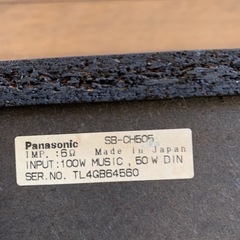 Panasonic SB-CH505
IMP. :6Ω Made in Japan
INPUT:100W MUSIC , 50W DIN
SER.NO. TL4GB64560